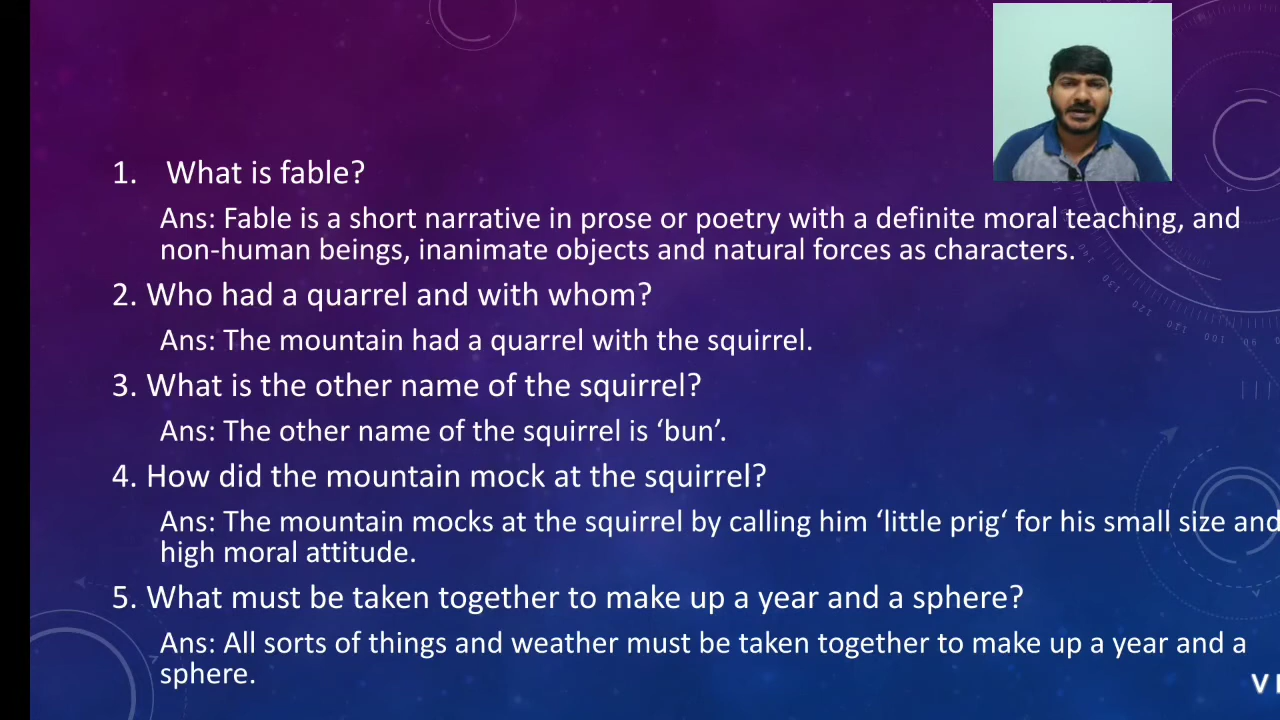 1. What is fable?
Ans: Fable is a short narrative in prose or poetry with a definite moral teaching, and
non-human beings, inanimate objects and natural forces as characters.
2. Who had a quarrel and with whom?
Ans: The mountain had a quarrel with the squirrel.
3. What is the other name of the squirrel?
Ans: The other name of the squirrel is ‘bun’.
4. How did the mountain mock at the squirrel?
Ans: The mountain mocks at the squirrel by calling him ‘little prig‘ for his small size and
high moral attitude.
5. What must be taken together to make up a year and a sphere?
Ans: All sorts of things and weather must be taken together to make up a year and a
sphere.